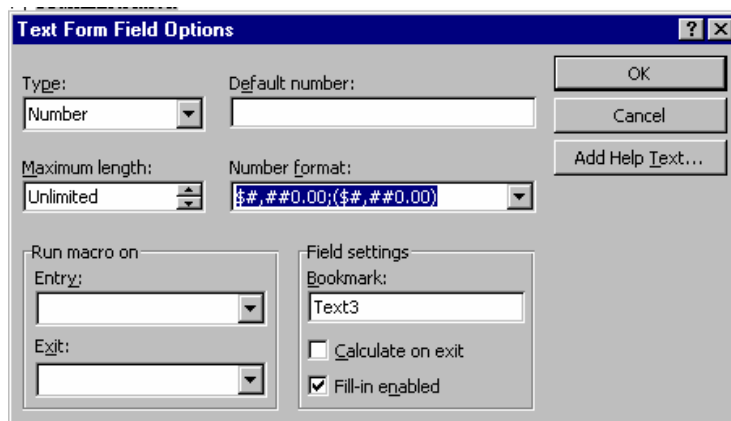 Text Form Field Options
Type:
Default number:
OK
Number
Cancel
Maximum length:
Number format:
Add Help Text...
Unlimited
$#,##0.00;($#,##0.00)
Run macro on
Field settings
Entry:
Bookmark:
Text3
Exit:
Calculate on exit
Fill-in enabled